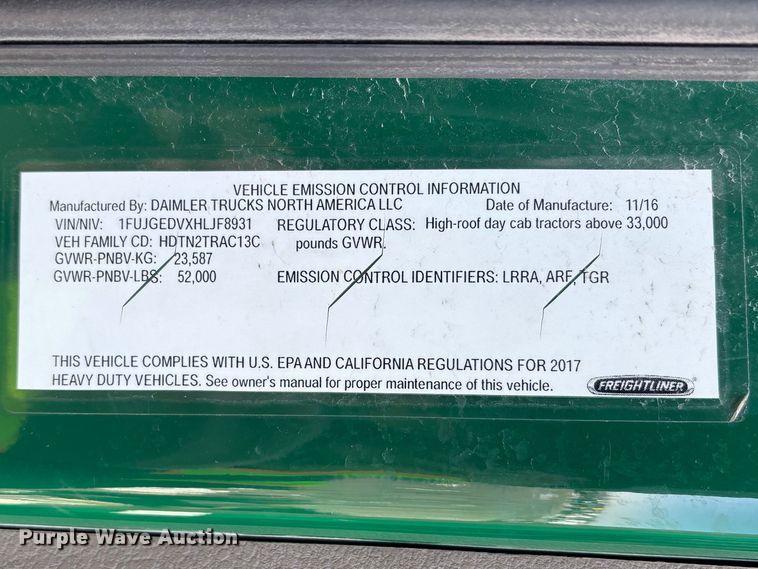 VEHICLE EMISSION CONTROL INFORMATION
Manufactured By: DAIMLER TRUCKS NORTH AMERICA LLC Date of Manufacture: 11/16
VIN/NIV: 1FUJGEDVXHLJF8931 REGULATORY CLASS: High-roof day cab tractors above 33,000
VEH FAMILY CD: HDTN2TRAC13C pounds GVWR.
GVWR-PNBV-KG: 23,587
GVWR-PNBV-LBS: 52,000 EMISSION CONTROL IDENTIFIERS: LRRA, ARF, TGR
THIS VEHICLE COMPLIES WITH U.S. EPA AND CALIFORNIA REGULATIONS FOR 2017
HEAVY DUTY VEHICLES. See owner's manual for proper maintenance of this vehicle.
FREIGHTLINER
Purple Wave Auction